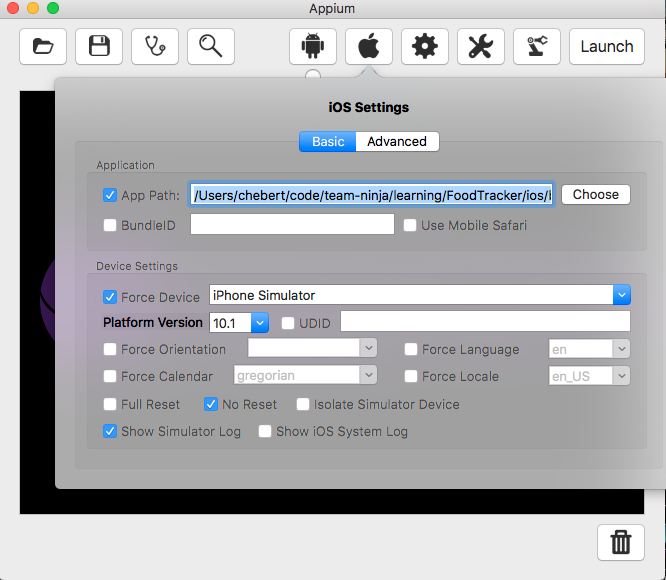 Appium
Launch
iOS Settings
Basic Advanced
Application
App Path: /Users/chebert/code/team-ninja/learning/FoodTracker/ios/ Choose
BundleID Use Mobile Safari
Device Settings
Force Device iPhone Simulator
Platform Version 10.1 UDID
Force Orientation Force Language en
Force Calendar gregorian Force Locale en_US
Full Reset No Reset Isolate Simulator Device
Show Simulator Log Show iOS System Log